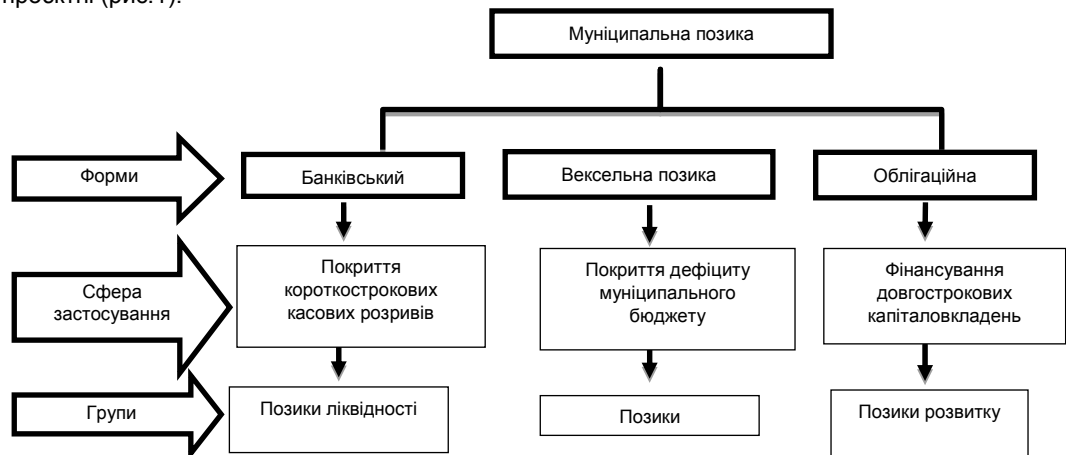 проєктні (рис.1).
Муніципальна позика
Форми
Банківський
Вексельна позика
Облігаційна
Сфера
застосування
Покриття
короткострокових
касових розривів
Покриття дефіциту
муніципального
бюджету
Фінансування
довгострокових
капіталовкладень
Групи
Позики ліквідності
Позики
Позики розвитку